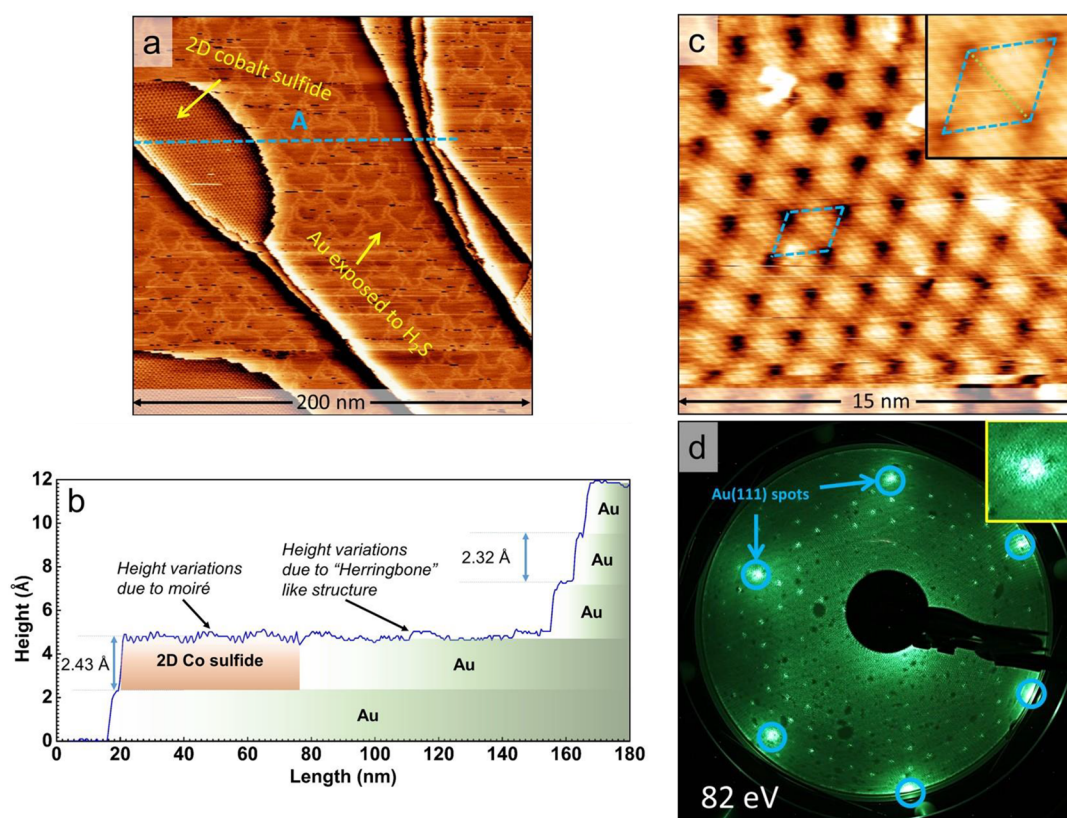 a
2D cobalt sulfide
A
Au exposed to H₂S
200 nm
b
Height (Å)
12
10
8
6
4
2
0
0 20 40 60 80 100 120 140 160 180
Length (nm)
Height variations
due to moiré
Height variations
due to “Herringbone”
like structure
2.32 Å
2.43 Å
2D Co sulfide
Au
Au
Au
Au
Au
c
15 nm
d
Au(111) spots
82 eV